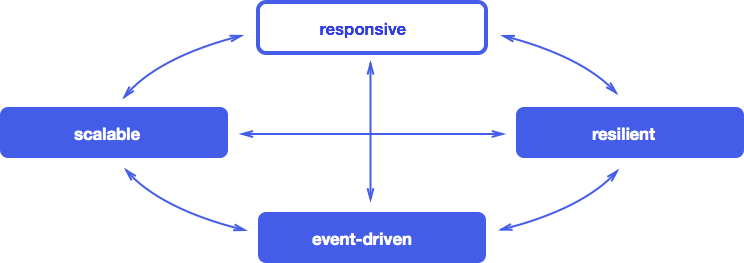 responsive
scalable
resilient
event-driven